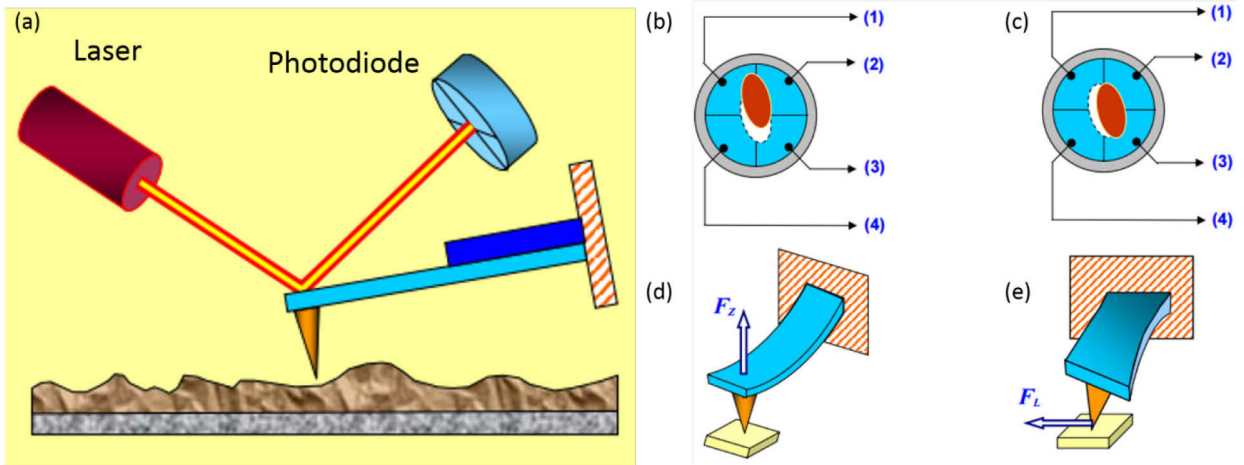 (a)
Laser
Photodiode
(b)
(1)
(2)
(3)
(4)
(c)
(1)
(2)
(3)
(4)
(d)
F_Z
(e)
F_L